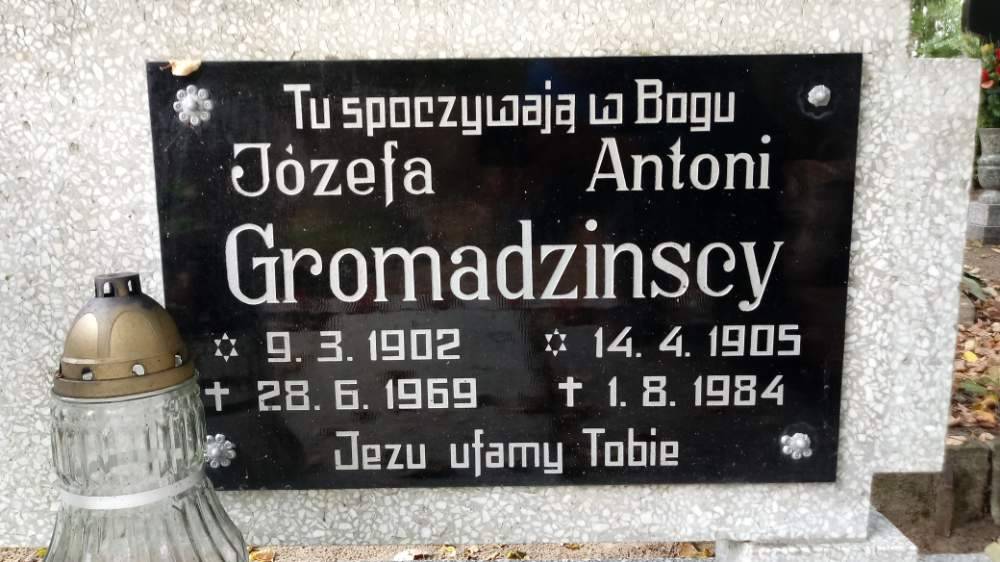 Tu spoczywają w Bogu
Józefa Antoni
Gromadzinscy
✡ 9. 3. 1902 ✡ 14. 4. 1905
✝ 28. 6. 1969 ✝ 1. 8. 1984
Jezu ufamy Tobie